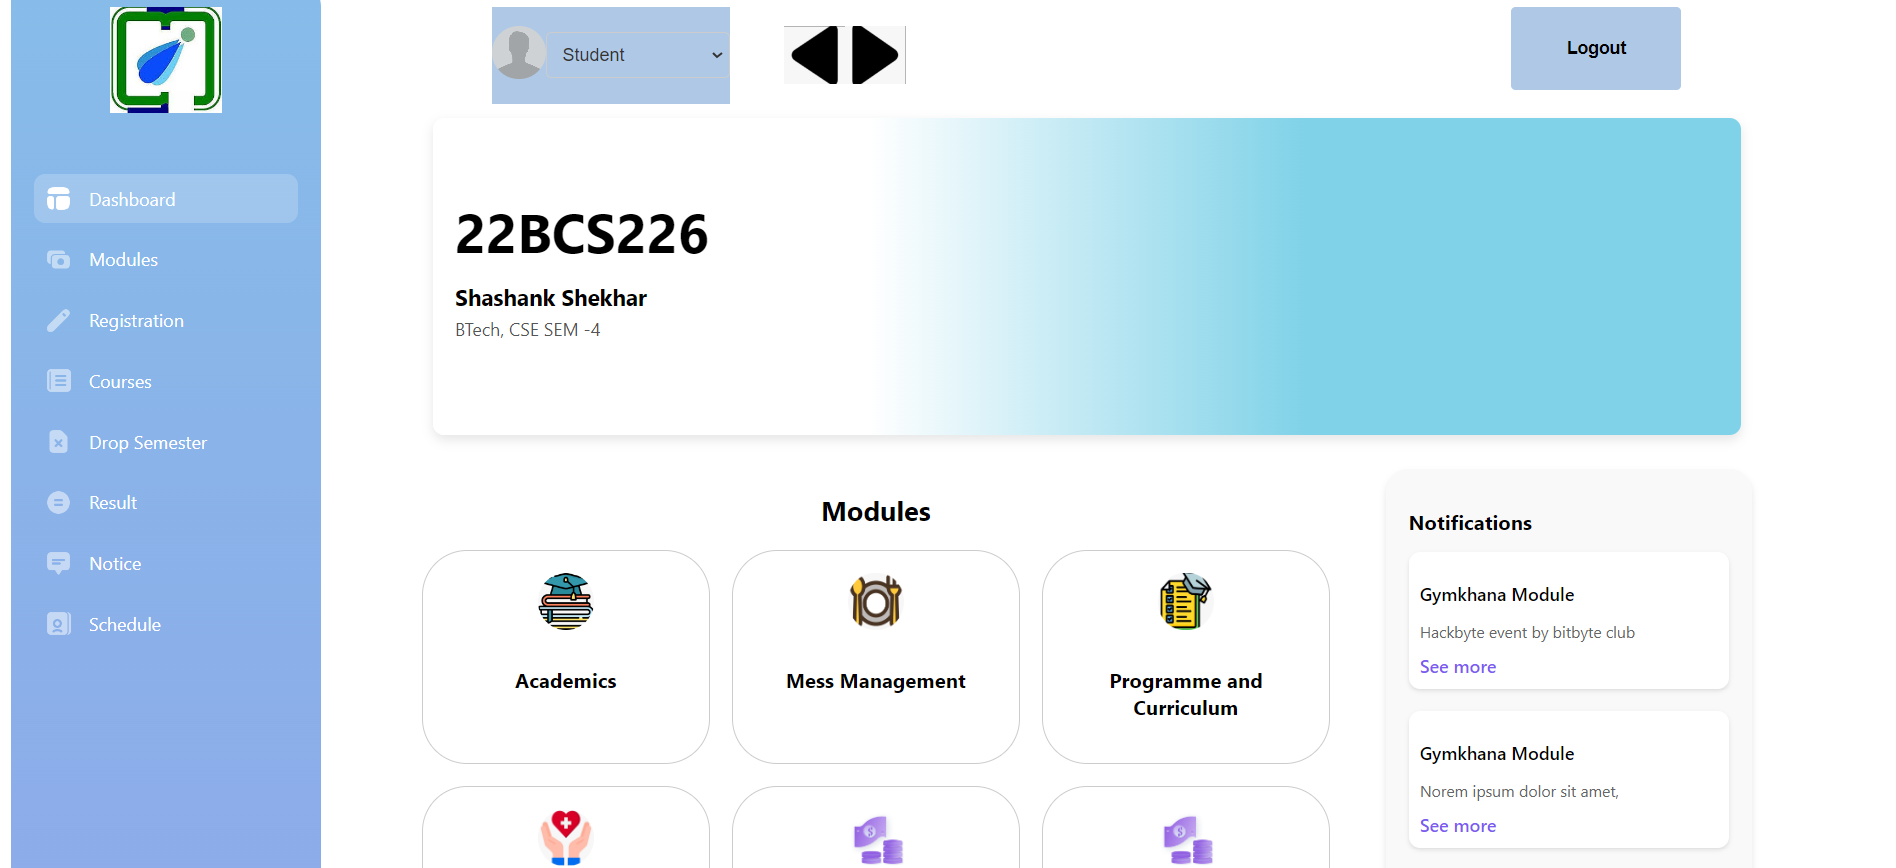 Student
Logout
Dashboard
Modules
Registration
Courses
Drop Semester
Result
Notice
Schedule
22BCS226
Shashank Shekhar
BTech, CSE SEM -4
Modules
Academics
Mess Management
Programme and
Curriculum
Notifications
Gymkhana Module
Hackbyte event by bitbyte club
See more
Gymkhana Module
Norem ipsum dolor sit amet,
See more